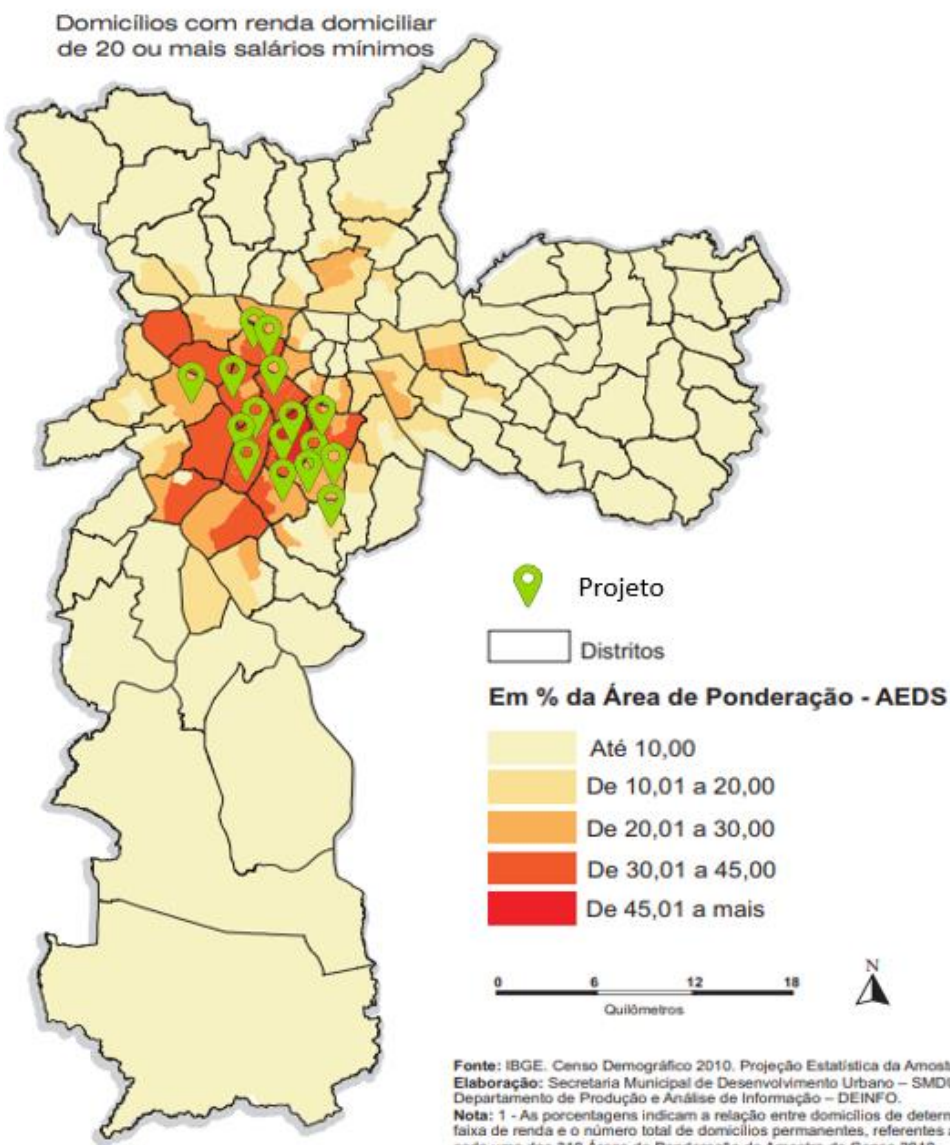 Domicílios com renda domiciliar
de 20 ou mais salários mínimos
Projeto
Distritos
Em % da Área de Ponderação - AEDS
Até 10,00
De 10,01 a 20,00
De 20,01 a 30,00
De 30,01 a 45,00
De 45,01 a mais
0 6 12 18
Quilômetros
N
Fonte: IBGE. Censo Demográfico 2010. Projeção Estatística da Amost
Elaboração: Secretaria Municipal de Desenvolvimento Urbano – SMDU
Departamento de Produção e Análise de Informação – DEINFO.
Nota: 1 - As porcentagens indicam a relação entre domicílios de determ
faixa de renda e o número total de domicílios permanentes, referentes